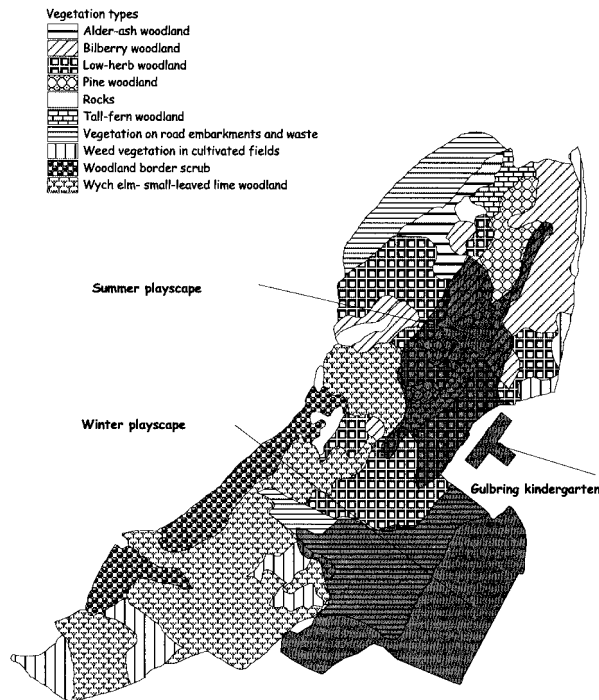 Vegetation types
Alder-ash woodland
Bilberry woodland
Low-herb woodland
Pine woodland
Rocks
Tall-fern woodland
Vegetation on road embankments and waste
Weed vegetation in cultivated fields
Woodland border scrub
Wych elm- small-leaved lime woodland
Summer playscape
Winter playscape
Gulbring kindergarten